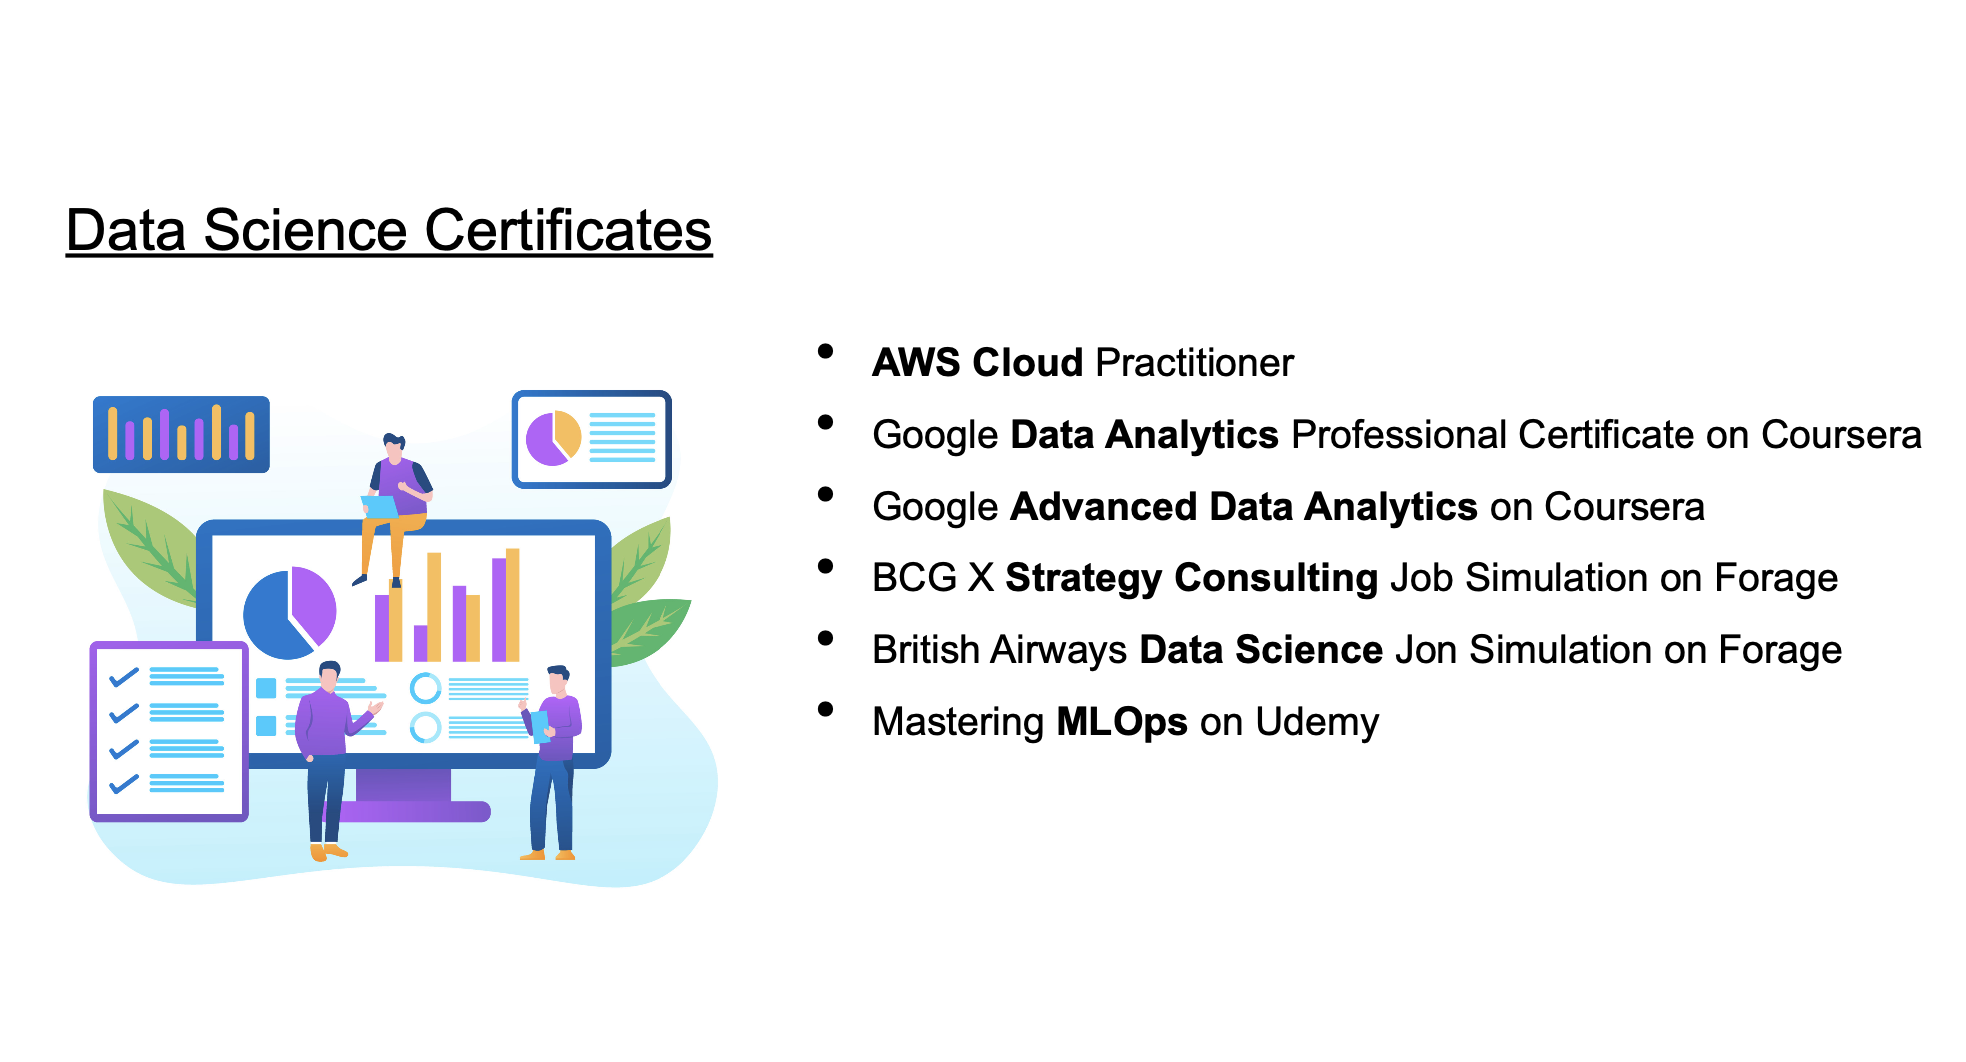 Data Science Certificates
AWS Cloud Practitioner
Google Data Analytics Professional Certificate on Coursera
Google Advanced Data Analytics on Coursera
BCG X Strategy Consulting Job Simulation on Forage
British Airways Data Science Jon Simulation on Forage
Mastering MLOps on Udemy